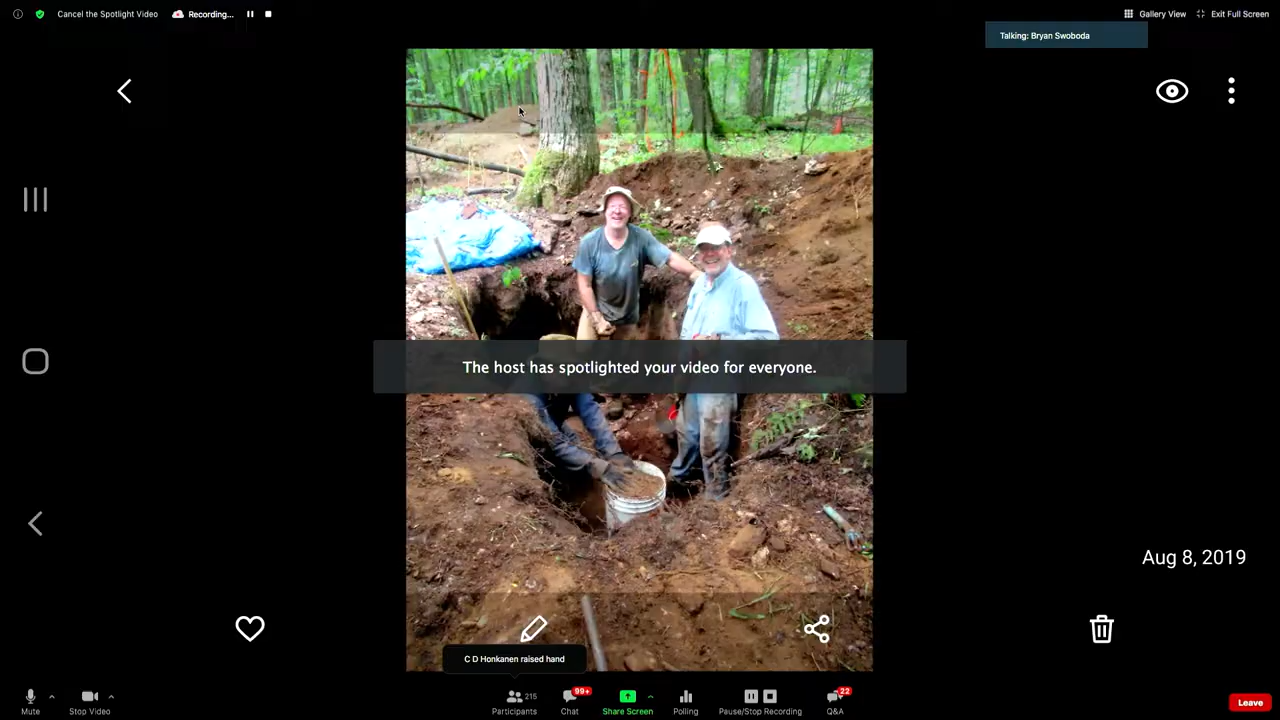 Cancel the Spotlight Video
Recording...
Gallery View
Exit Full Screen
Talking: Bryan Swoboda
The host has spotlighted your video for everyone.
Aug 8, 2019
C D Honkanen raised hand
Mute
Stop Video
215
Participants
99+
Chat
Share Screen
Polling
Pause/Stop Recording
22
Q&A
Leave